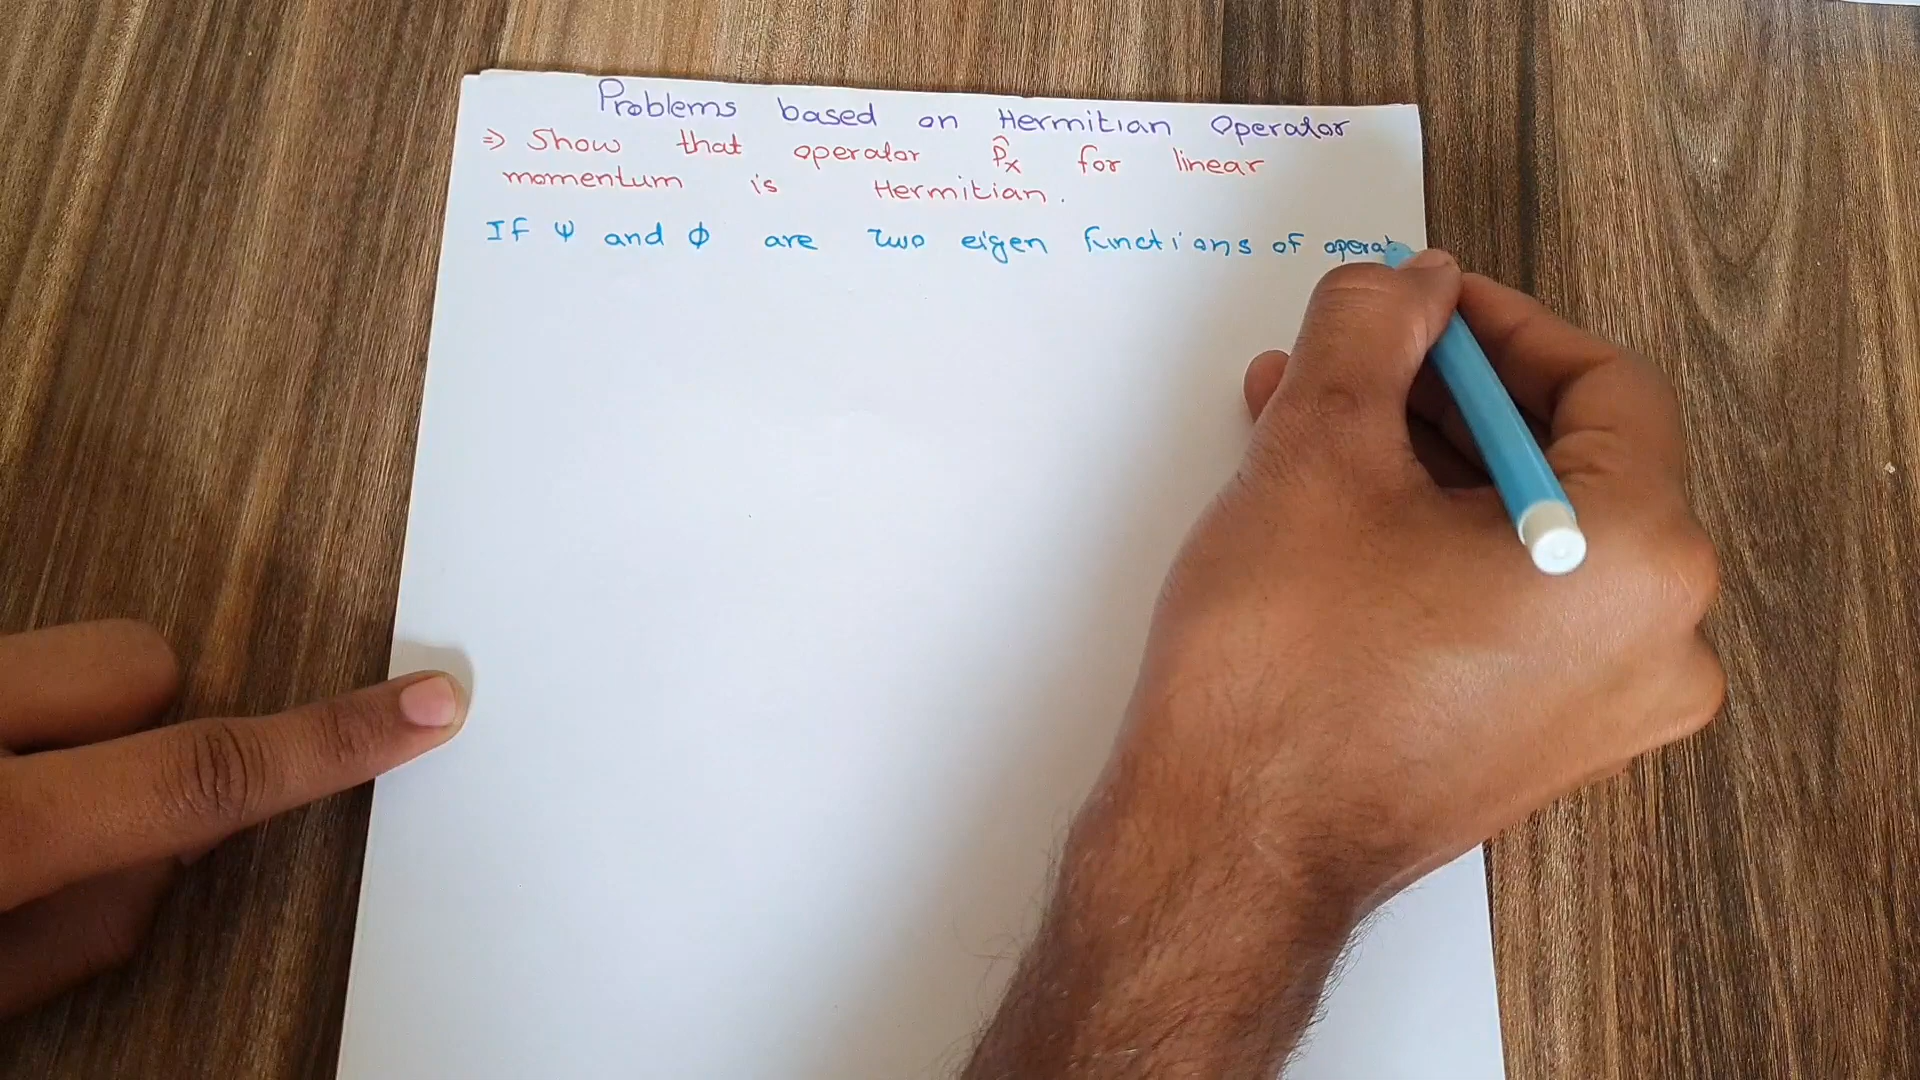 Problems based on Hermitian Operator
⇒ Show that operator P̂x for linear
momentum is Hermitian.
If ψ and ϕ are two eigen functions of operat